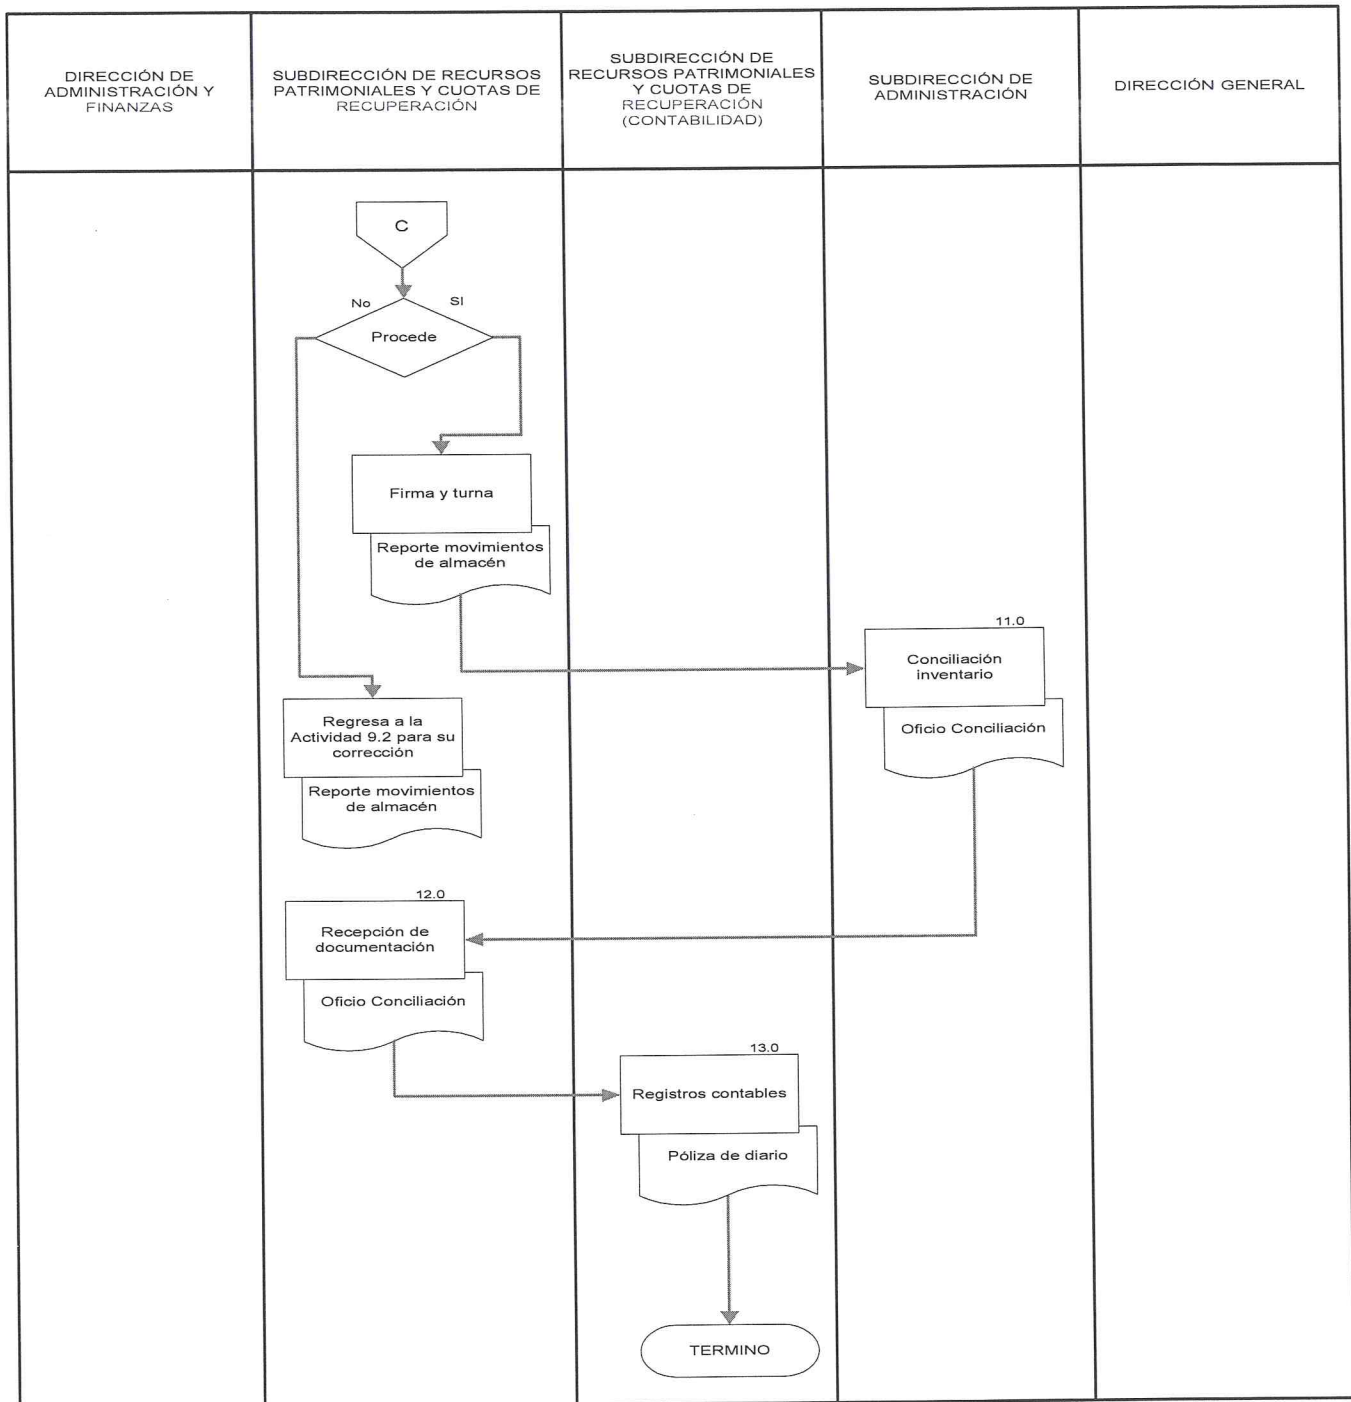 DIRECCIÓN DE
ADMINISTRACIÓN Y
FINANZAS
SUBDIRECCIÓN DE RECURSOS
PATRIMONIALES Y CUOTAS DE
RECUPERACIÓN
SUBDIRECCIÓN DE
RECURSOS PATRIMONIALES
Y CUOTAS DE
RECUPERACIÓN
(CONTABILIDAD)
SUBDIRECCIÓN DE
ADMINISTRACIÓN
DIRECCIÓN GENERAL
C
No
SI
Procede
Firma y turna
Reporte movimientos
de almacén
11.0
Conciliación
inventario
Oficio Conciliación
Regresa a la
Actividad 9.2 para su
corrección
Reporte movimientos
de almacén
12.0
Recepción de
documentación
Oficio Conciliación
13.0
Registros contables
Póliza de diario
TERMINO